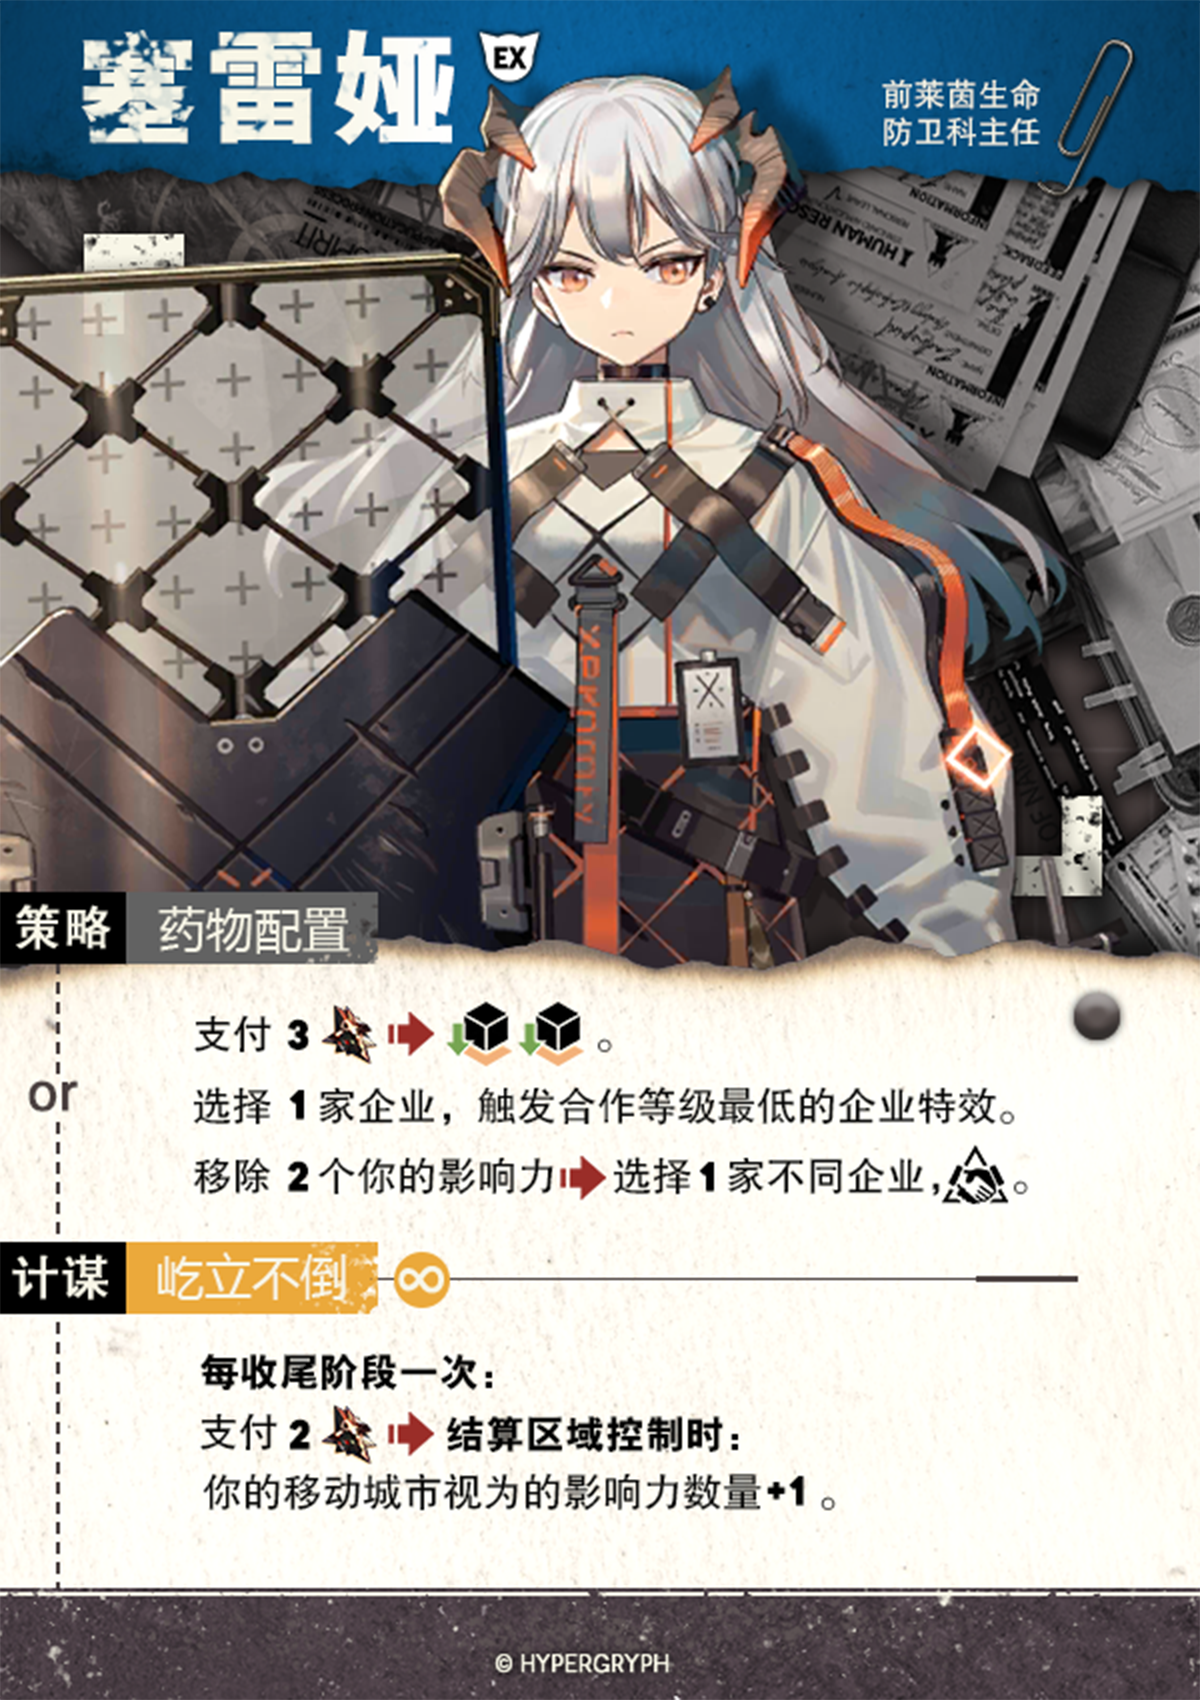 塞雷娅
EX
前莱茵生命
防卫科主任
策略 药物配置
支付 3 。
选择 1 家企业，触发合作等级最低的企业特效。
移除 2 个你的影响力 选择 1 家不同企业, 。
or
计谋 屹立不倒 ∞
每收尾阶段一次：
支付 2 结算区域控制时：
你的移动城市视为的影响力数量+1 。
HUMAN RESO
INFORMATION
FEEDBACK
INFORMATION
© HYPERGRYPH